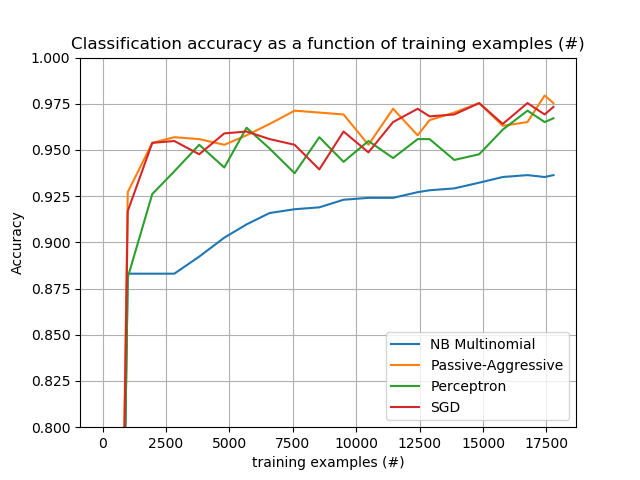 Classification accuracy as a function of training examples (#)
1.000
0.975
0.950
0.925
0.900
0.875
0.850
0.825
0.800
Accuracy
NB Multinomial
Passive-Aggressive
Perceptron
SGD
0 2500 5000 7500 10000 12500 15000 17500
training examples (#)